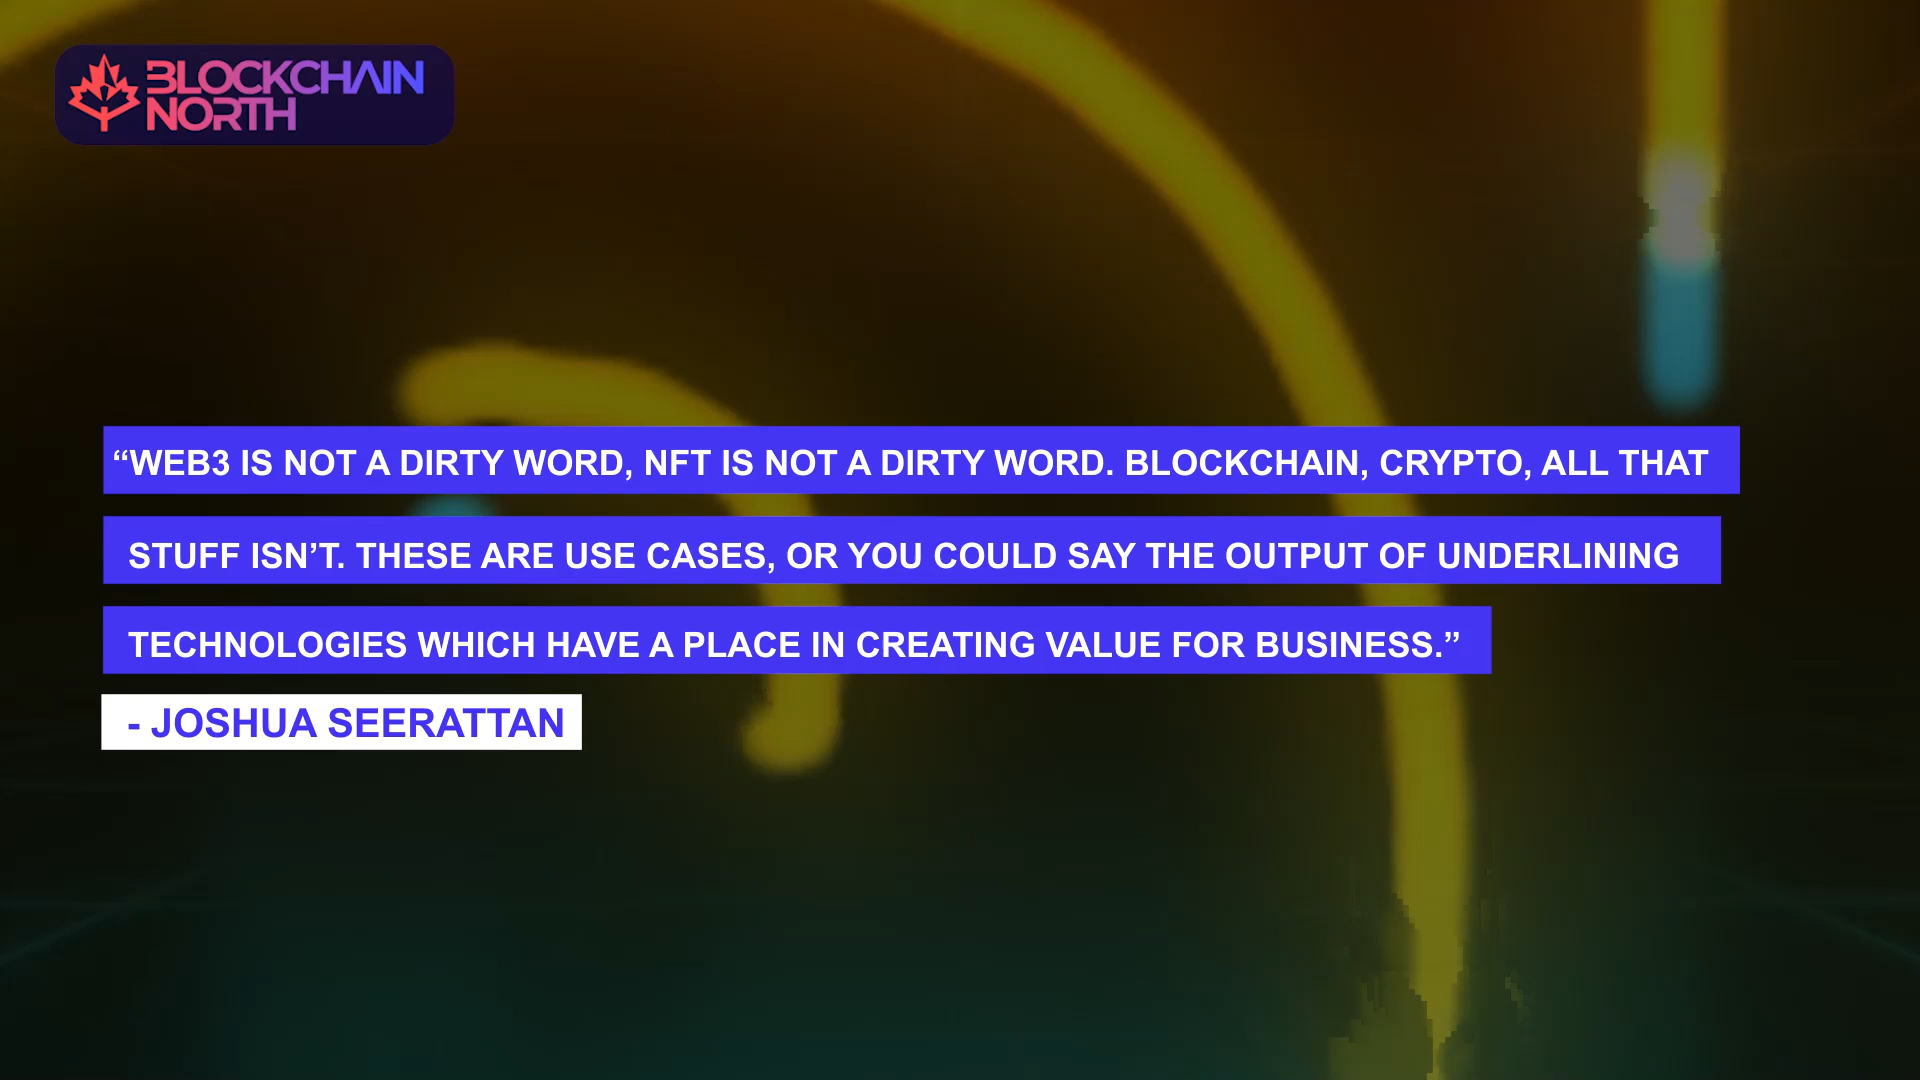 BLOCKCHAIN
NORTH
“WEB3 IS NOT A DIRTY WORD, NFT IS NOT A DIRTY WORD. BLOCKCHAIN, CRYPTO, ALL THAT
STUFF ISN’T. THESE ARE USE CASES, OR YOU COULD SAY THE OUTPUT OF UNDERLINING
TECHNOLOGIES WHICH HAVE A PLACE IN CREATING VALUE FOR BUSINESS.”
- JOSHUA SEERATTAN